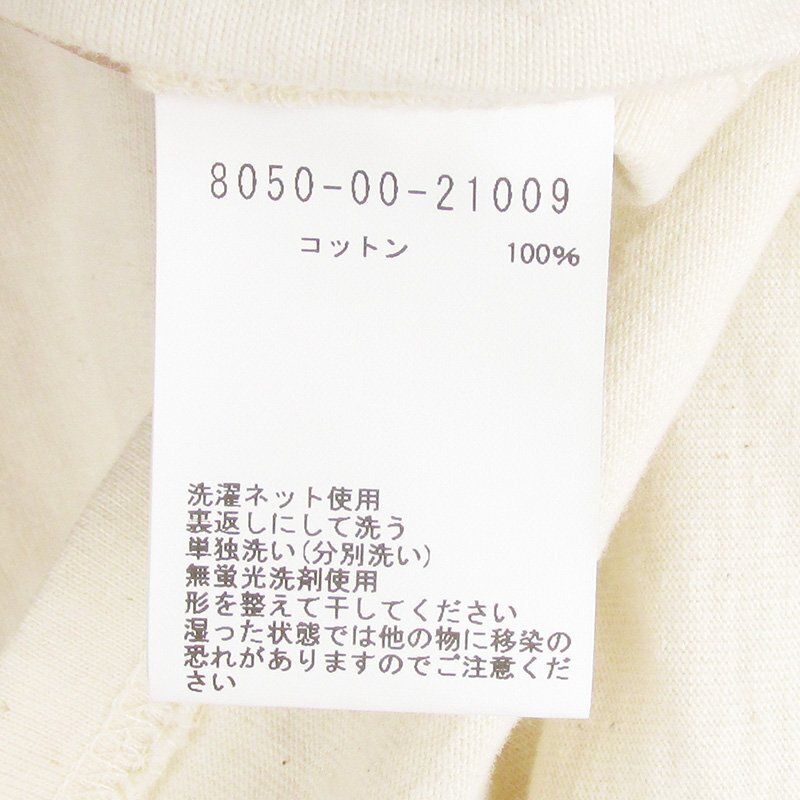 8050-00-21009
コットン 100%
洗濯ネット使用
裏返しにして洗う
単独洗い(分別洗い)
無蛍光洗剤使用
形を整えて干してください
湿った状態では他の物に移染の
恐れがありますのでご注意くだ
さい